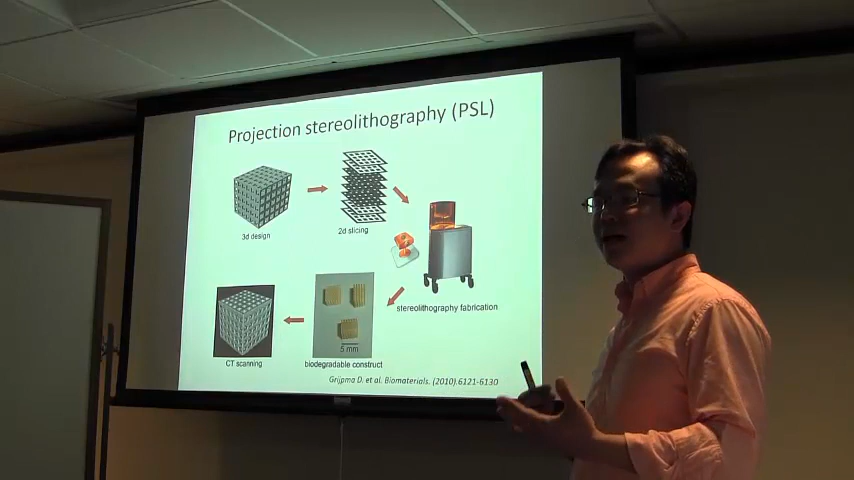 Projection stereolithography (PSL)
3d design
2d slicing
stereolithography fabrication
5 mm
CT scanning
biodegradable construct
Grijpma D. et al. Biomaterials. (2010).6121-6130